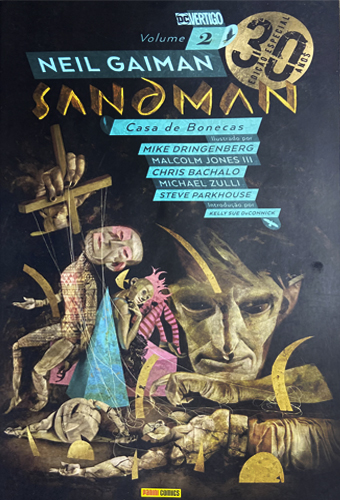 DC VERTIGO
Volume 2
30
EDIÇÃO ESPECIAL
ANOS
NEIL GAIMAN
SANDMAN
Casa de Bonecas
Ilustrado por
MIKE DRINGENBERG
MALCOLM JONES III
CHRIS BACHALO
MICHAEL ZULLI
STEVE PARKHOUSE
Introdução por
KELLY SUE DeCONNICK
PANINI COMICS